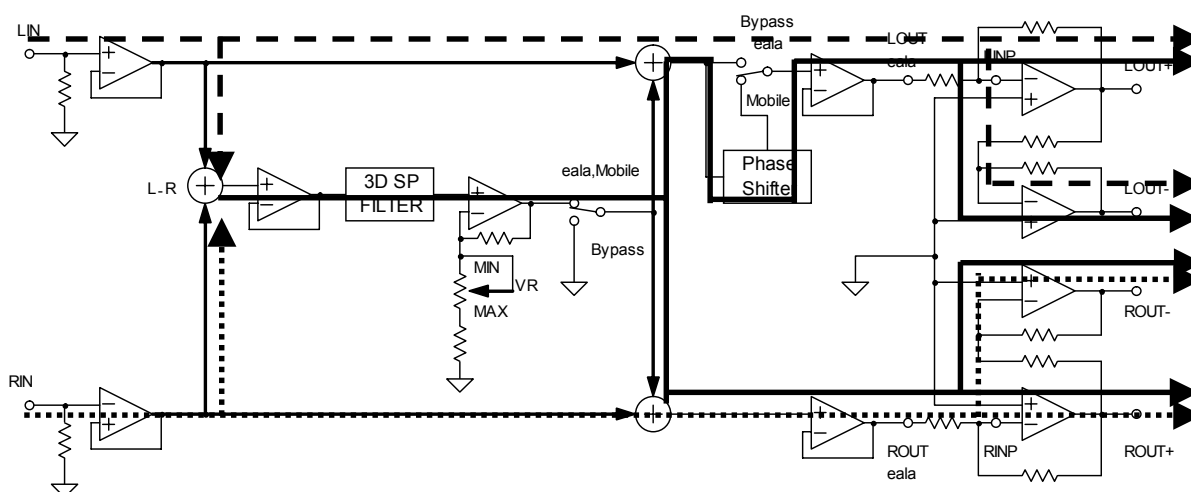 LIN
Bypass
eala
LOUT
eala
LINP
LOUT+
Mobile
L-R
3D SP
FILTER
eala,Mobile
Phase
Shifter
LOUT-
Bypass
MIN
VR
MAX
ROUT-
RIN
ROUT
eala
RINP
ROUT+